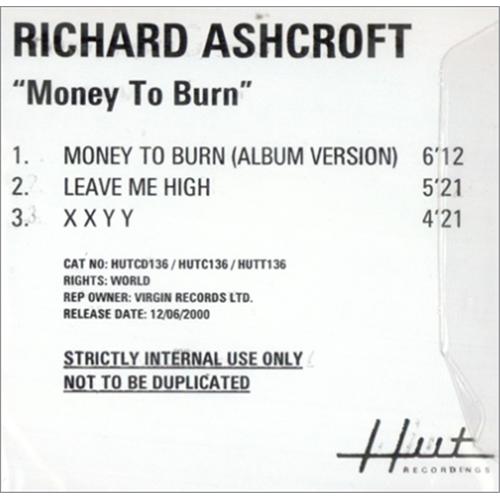 RICHARD ASHCROFT
“Money To Burn”
1. MONEY TO BURN (ALBUM VERSION) 6'12
2. LEAVE ME HIGH 5'21
3. X X Y Y 4'21
CAT NO: HUTCD136 / HUTC136 / HUTT136
RIGHTS: WORLD
REP OWNER: VIRGIN RECORDS LTD.
RELEASE DATE: 12/06/2000
STRICTLY INTERNAL USE ONLY
NOT TO BE DUPLICATED
Hut
RECORDINGS